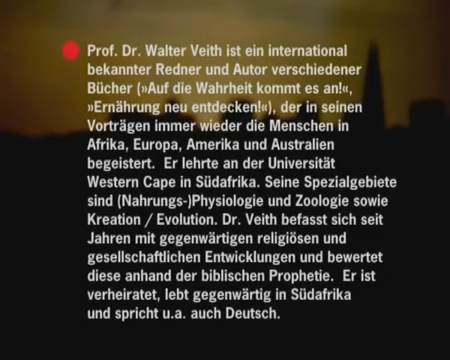 Prof. Dr. Walter Veith ist ein international
bekannter Redner und Autor verschiedener
Bücher (»Auf die Wahrheit kommt es an!«,
»Ernährung neu entdecken!«), der in seinen
Vorträgen immer wieder die Menschen in
Afrika, Europa, Amerika und Australien
begeistert. Er lehrte an der Universität
Western Cape in Südafrika. Seine Spezialgebiete
sind (Nahrungs-)Physiologie und Zoologie sowie
Kreation / Evolution. Dr. Veith befasst sich seit
Jahren mit gegenwärtigen religiösen und
gesellschaftlichen Entwicklungen und bewertet
diese anhand der biblischen Prophetie. Er ist
verheiratet, lebt gegenwärtig in Südafrika
und spricht u.a. auch Deutsch.